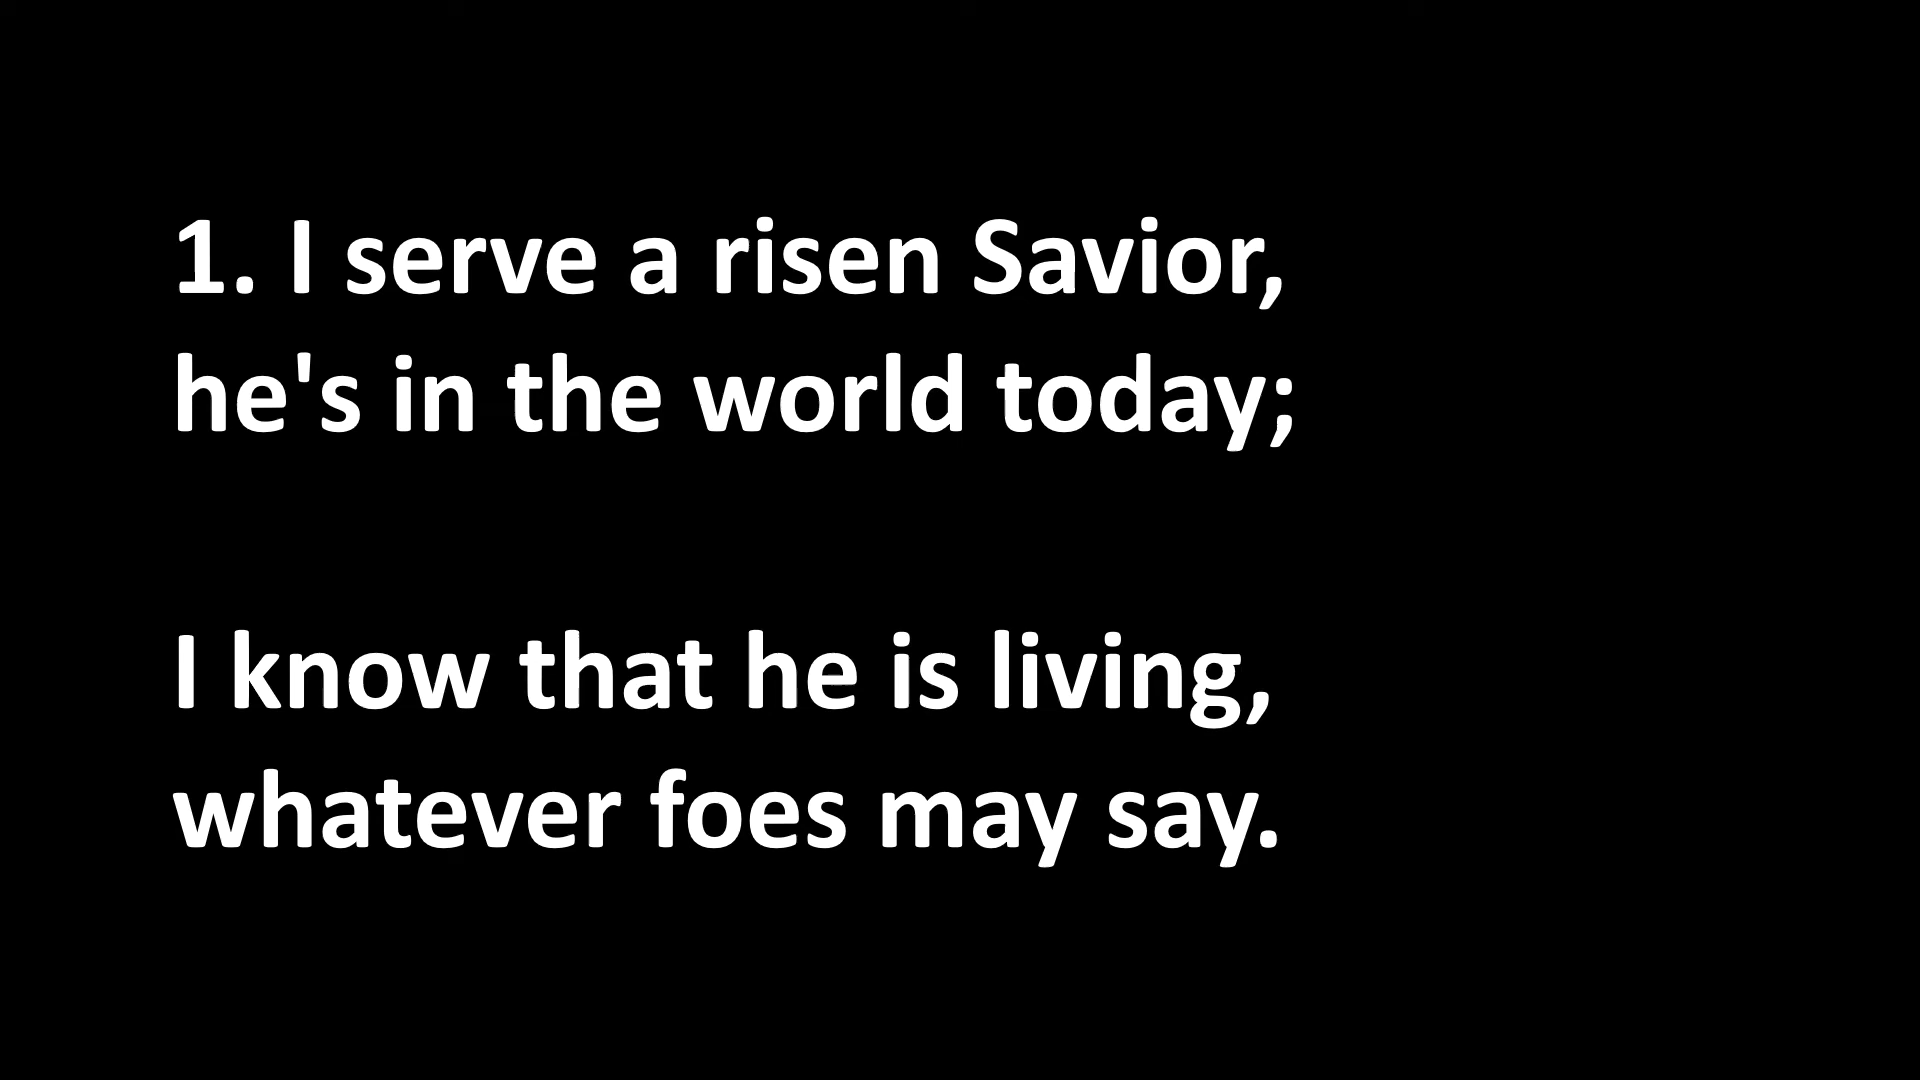 1. I serve a risen Savior,
he's in the world today;
I know that he is living,
whatever foes may say.